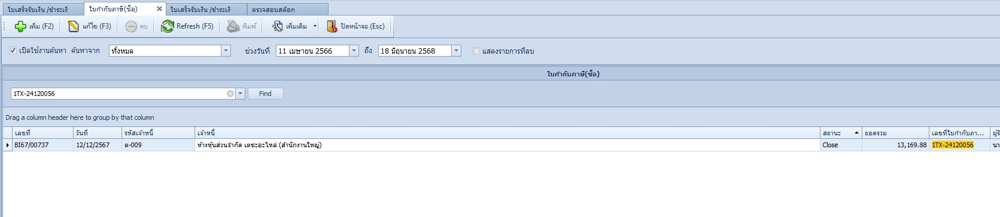 ใบเสร็จรับเงิน /ชำระเงิ ใบกำกับภาษี(ซื้อ) ใบเสร็จรับเงิน /ชำระเงิ ตรวจสอบสต๊อก
เพิ่ม (F2) แก้ไข (F3) ลบ Refresh (F5) พิมพ์ เพิ่มเติม ปิดหน้าจอ (Esc)
เปิดใช้งานค้นหา ค้นหาจาก ทั้งหมด ช่วงวันที่ 11 เมษายน 2566 ถึง 18 มิถุนายน 2568 แสดงรายการที่ลบ
ใบกำกับภาษี(ซื้อ)
1TX-24120056 Find
Drag a column header here to group by that column
เลขที่ วันที่ รหัสเจ้าหนี้ เจ้าหนี้ สถานะ ยอดรวม เลขที่ใบกำกับภา... ผู้รั
BI67/00737 12/12/2567 ต-009 ห้างหุ้นส่วนจำกัด เตชะอะไหล่ (สำนักงานใหญ่) Close 13,169.88 1TX-24120056 นา